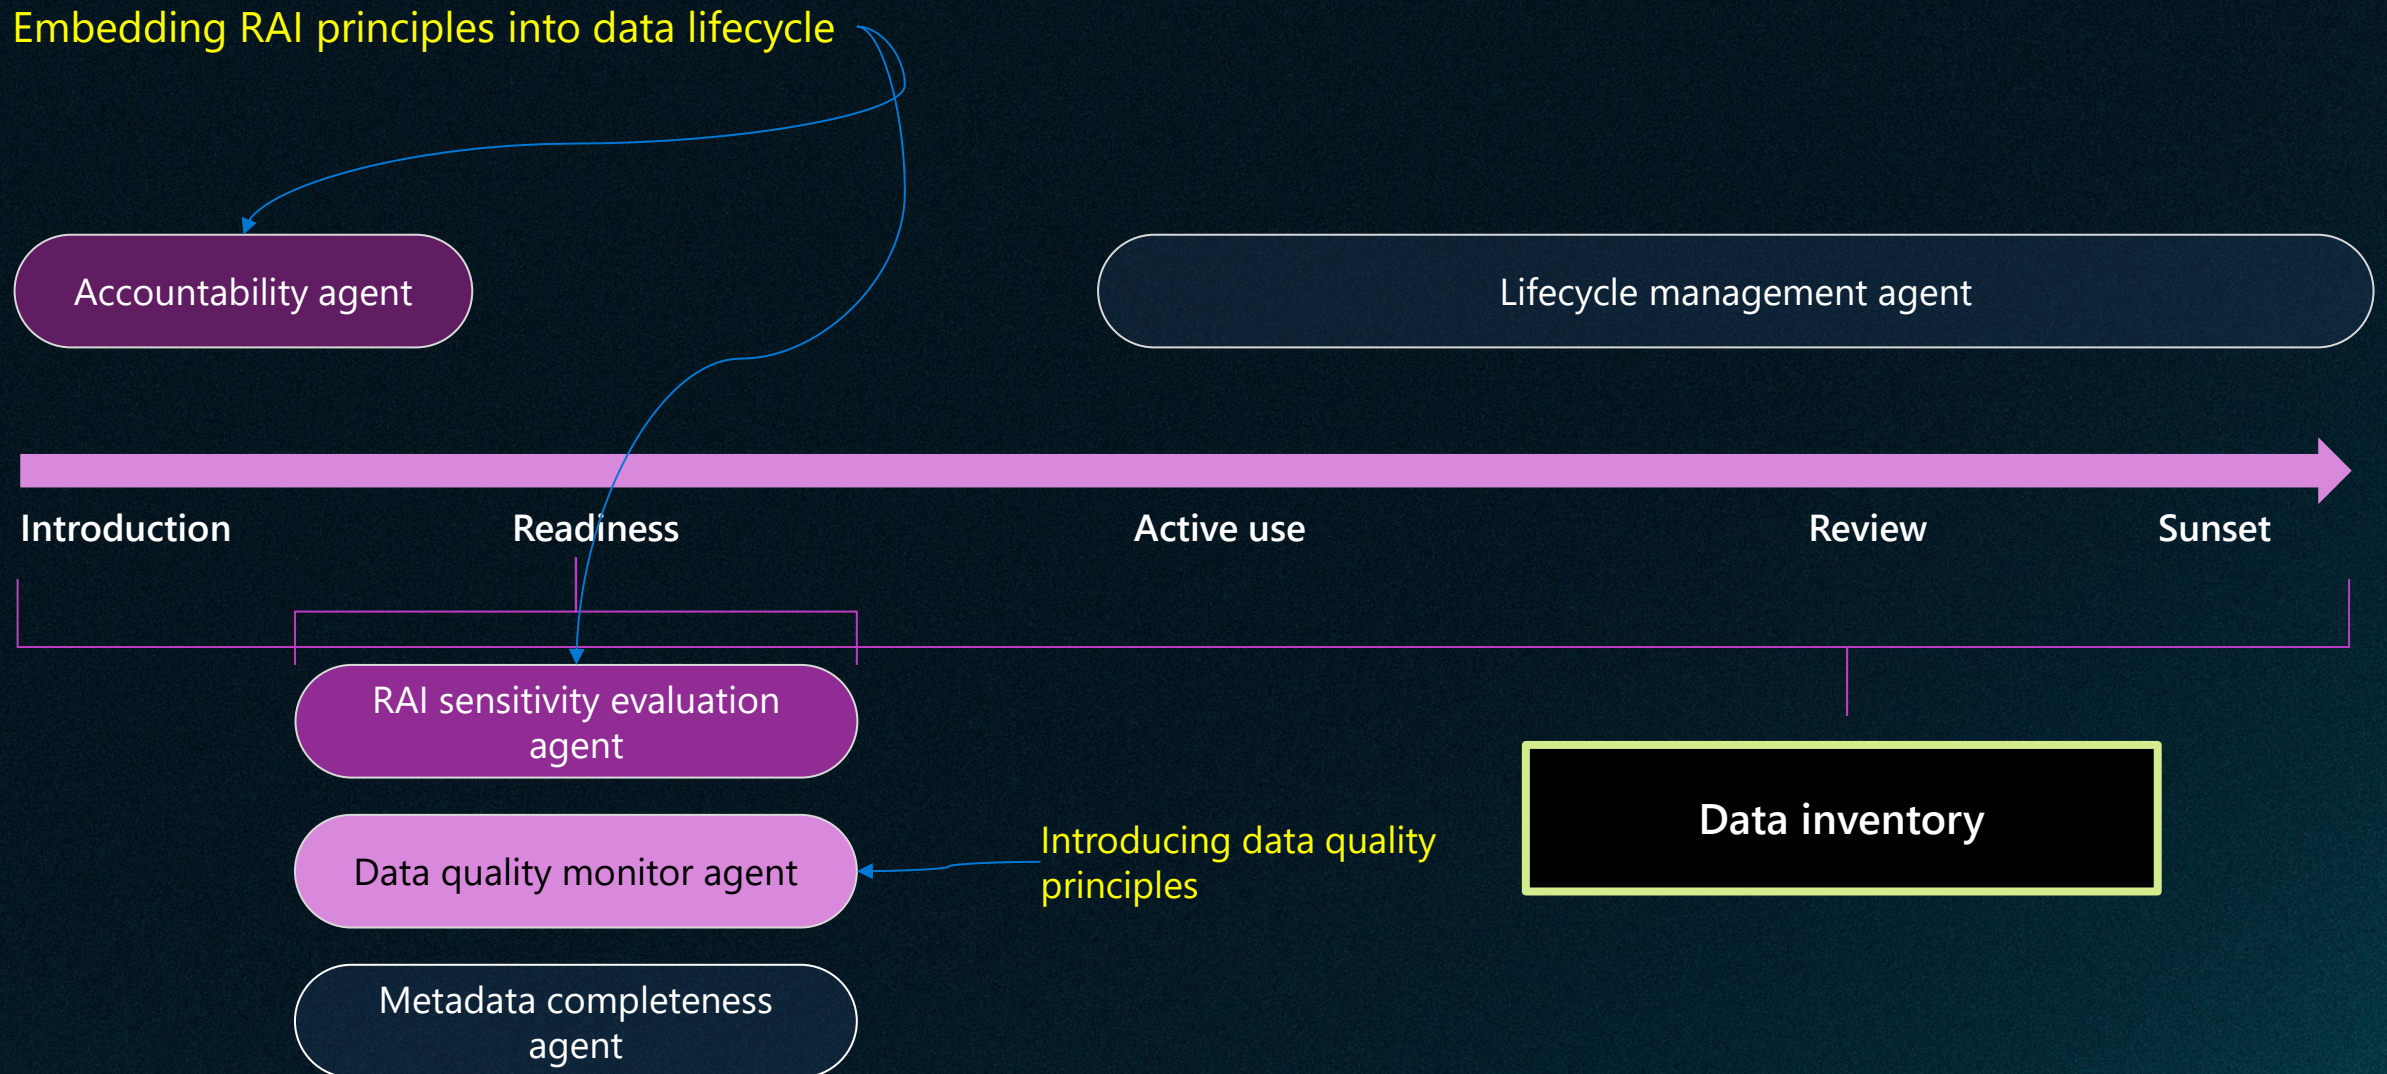 Embedding RAI principles into data lifecycle
Accountability agent
Lifecycle management agent
Introduction
Readiness
Active use
Review
Sunset
RAI sensitivity evaluation
agent
Data quality monitor agent
Introducing data quality
principles
Data inventory
Metadata completeness
agent